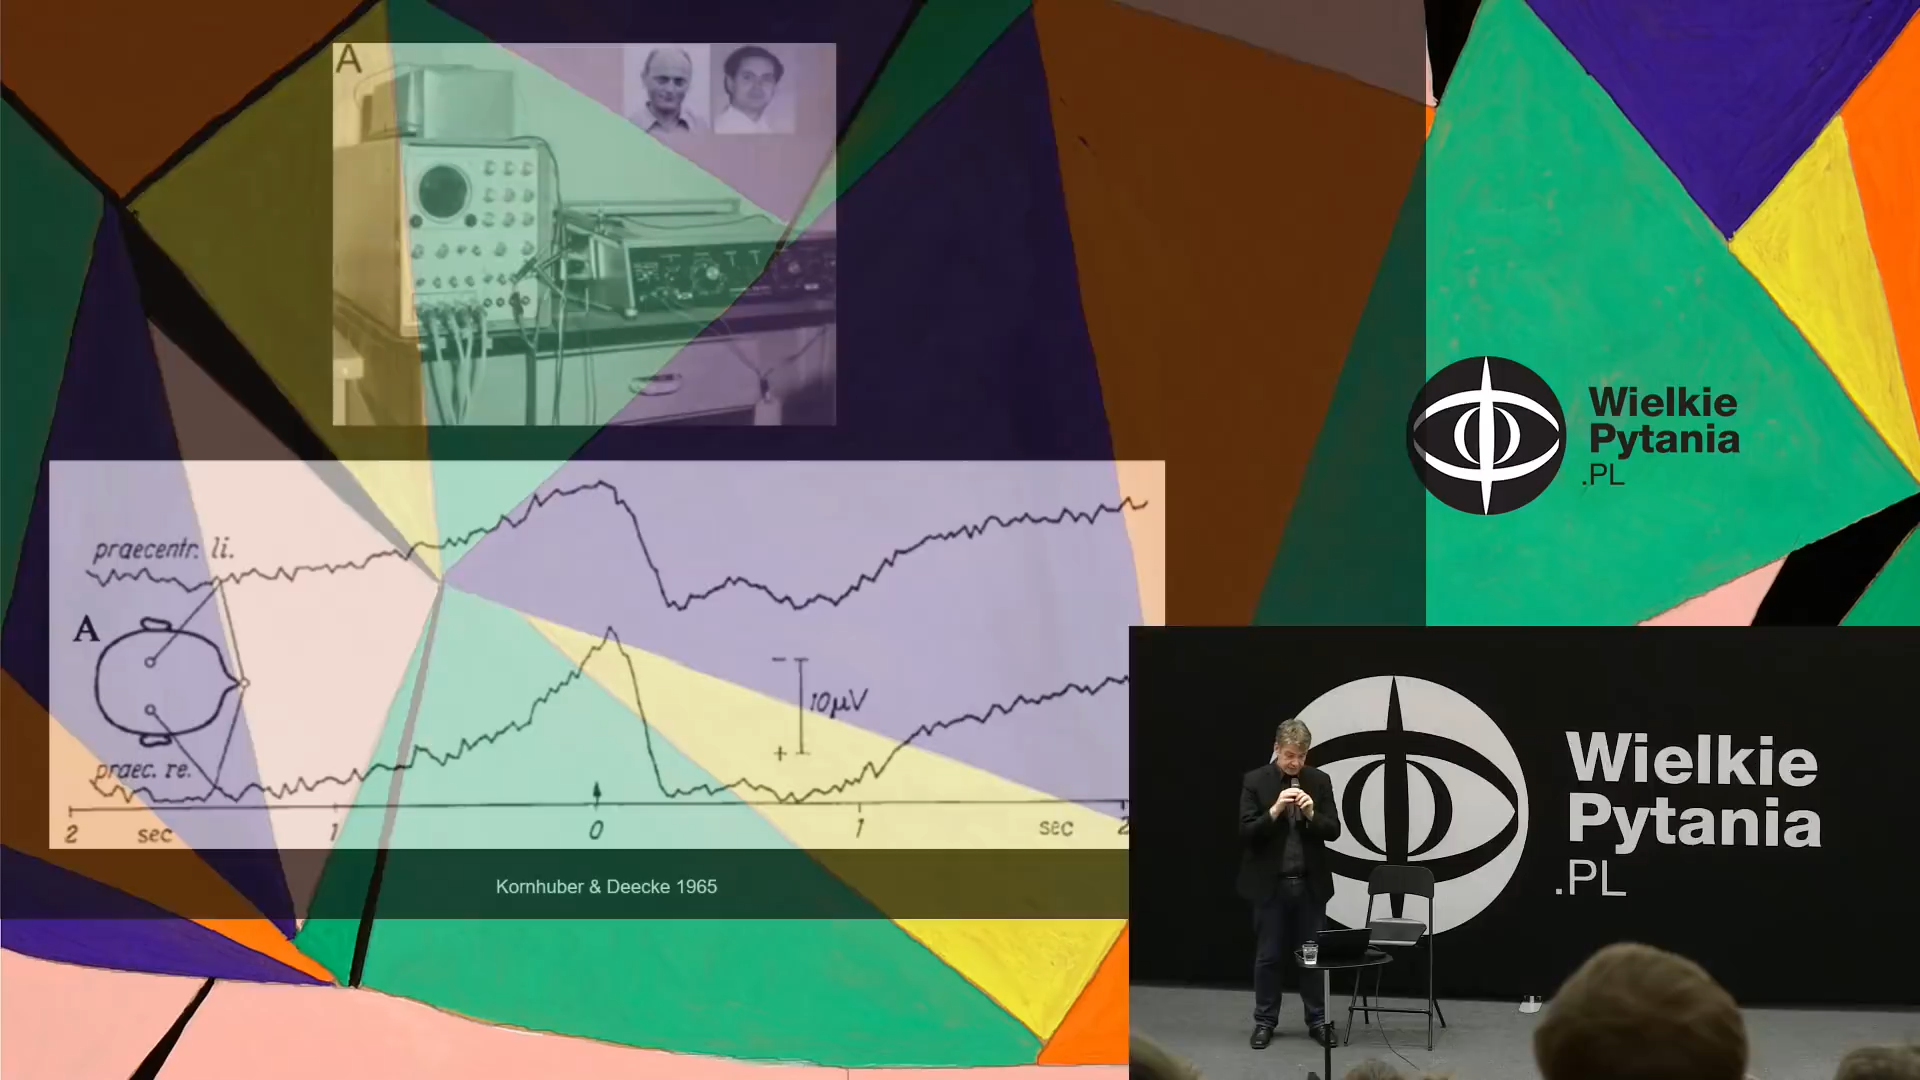 A
praecentr. li.
A
praec. re.
10μV
-
+
2 sec 1 0 1 sec 2
Kornhuber & Deecke 1965
Wielkie
Pytania
.PL
Wielkie
Pytania
.PL